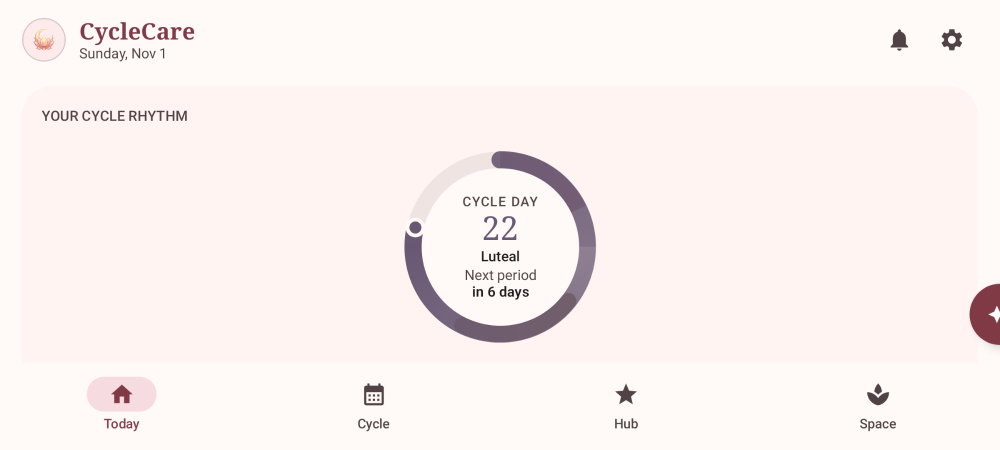 CycleCare
Sunday, Nov 1
YOUR CYCLE RHYTHM
CYCLE DAY
22
Luteal
Next period
in 6 days
Today
Cycle
Hub
Space